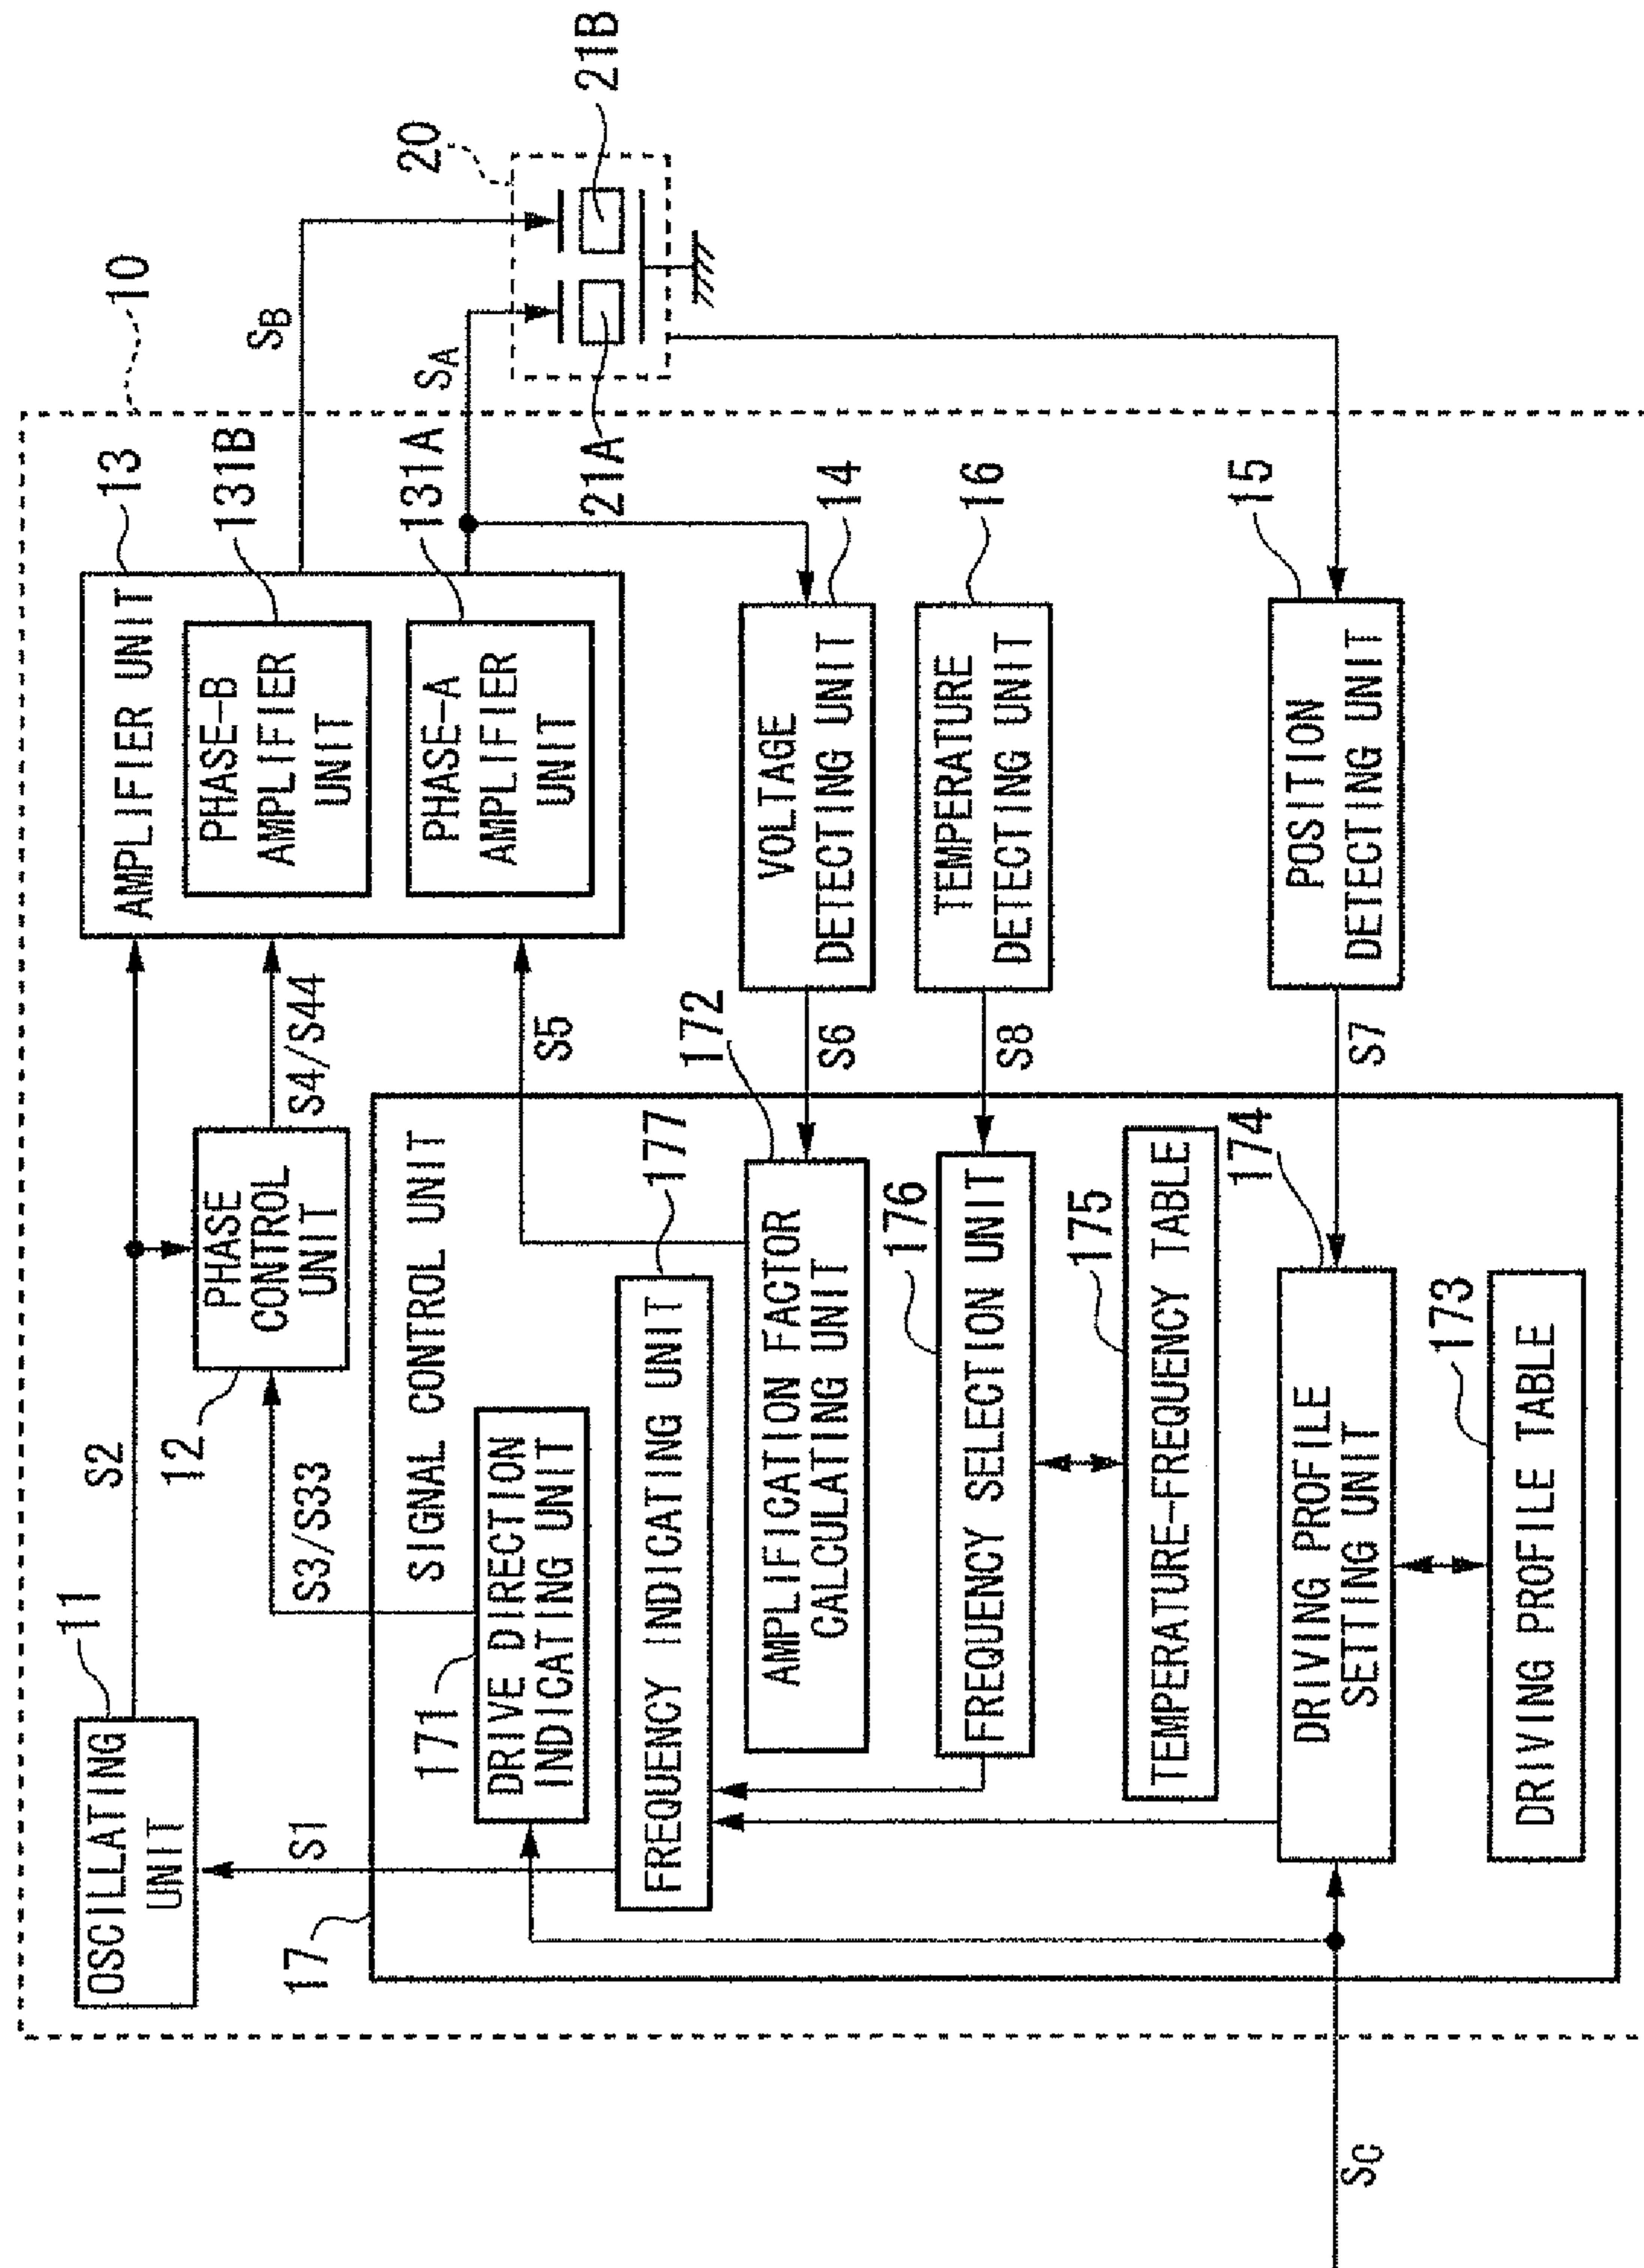 10
OSCILLATING
UNIT
11
S2
12
PHASE
CONTROL
UNIT
S4/S44
S3/S33
S1
AMPLIFIER UNIT
13
PHASE-B
AMPLIFIER
UNIT
131B
PHASE-A
AMPLIFIER
UNIT
131A
SB
SA
20
21A
21B
17
SIGNAL CONTROL UNIT
171
DRIVE DIRECTION
INDICATING UNIT
S5
FREQUENCY INDICATING UNIT
177
172
AMPLIFICATION FACTOR
CALCULATING UNIT
S6
VOLTAGE
DETECTING UNIT
14
176
FREQUENCY SELECTION UNIT
S8
TEMPERATURE
DETECTING UNIT
16
175
TEMPERATURE-FREQUENCY TABLE
174
DRIVING PROFILE
SETTING UNIT
S7
POSITION
DETECTING UNIT
15
173
DRIVING PROFILE TABLE
SC